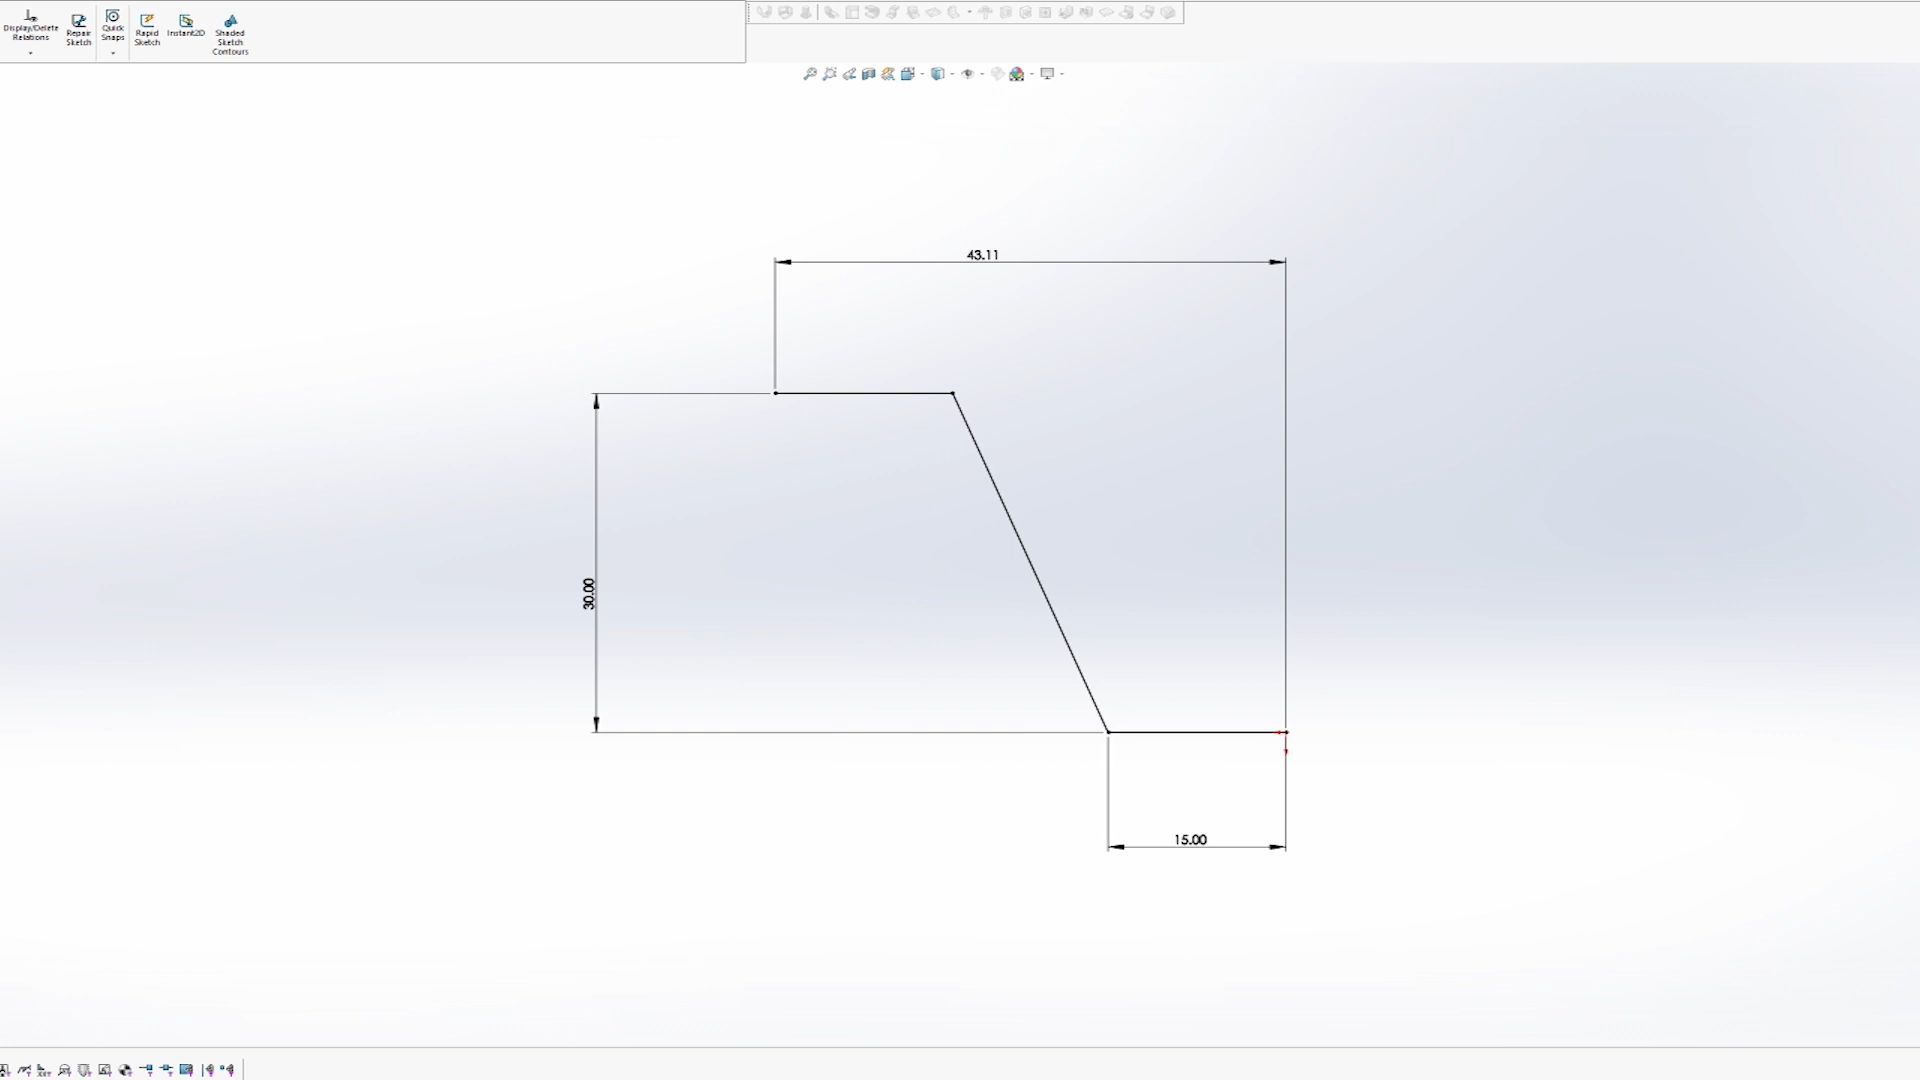 Display/Delete
Relations
Repair
Sketch
Quick
Snaps
Rapid
Sketch
Instant2D
Shaded
Sketch
Contours
43.11
30.00
15.00